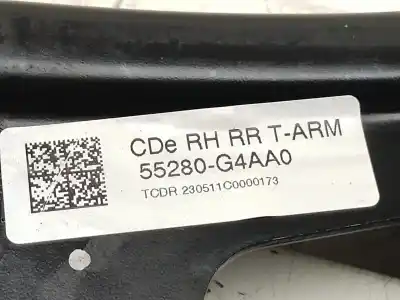 CDe RH RR T-ARM
55280-G4AA0
TCDR 230511C0000173